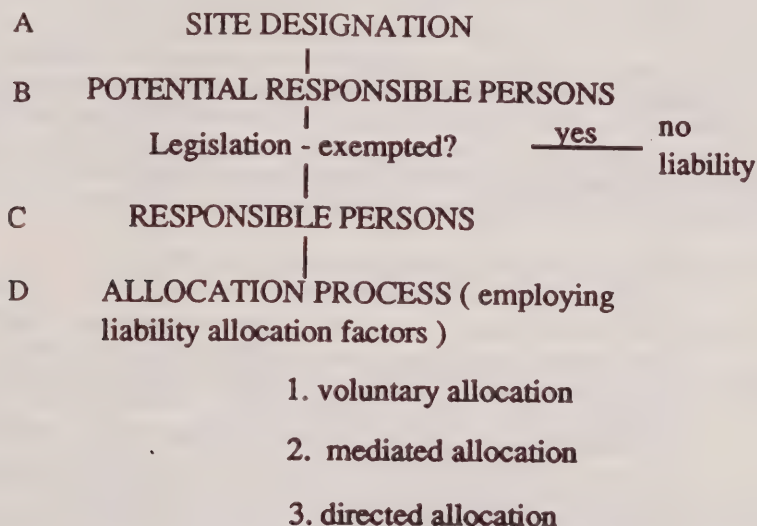 A SITE DESIGNATION
B POTENTIAL RESPONSIBLE PERSONS
Legislation - exempted? yes no
liability
C RESPONSIBLE PERSONS
D ALLOCATION PROCESS ( employing
liability allocation factors )
1. voluntary allocation
2. mediated allocation
3. directed allocation